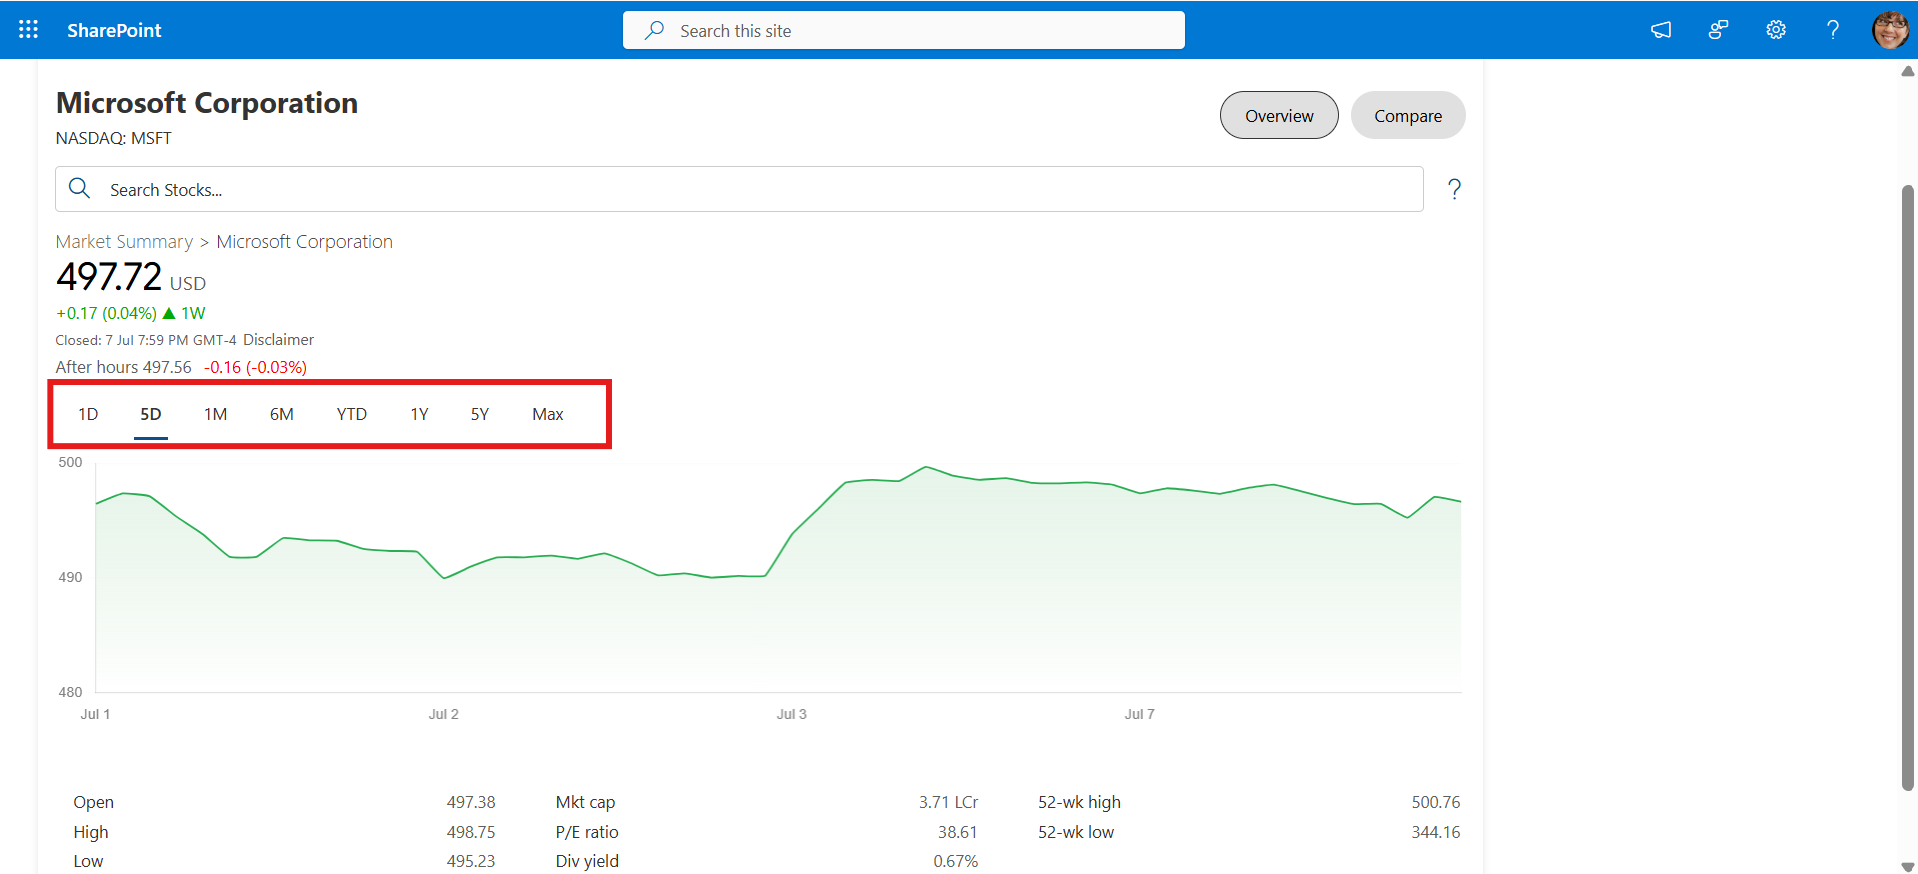 SharePoint
Search this site
Microsoft Corporation
NASDAQ: MSFT
Overview
Compare
Search Stocks...
?
Market Summary > Microsoft Corporation
497.72 USD
+0.17 (0.04%) ▲ 1W
Closed: 7 Jul 7:59 PM GMT-4 Disclaimer
After hours 497.56 -0.16 (-0.03%)
1D 5D 1M 6M YTD 1Y 5Y Max
500
490
480
Jul 1 Jul 2 Jul 3 Jul 7
Open 497.38 Mkt cap 3.71 LCr 52-wk high 500.76
High 498.75 P/E ratio 38.61 52-wk low 344.16
Low 495.23 Div yield 0.67%